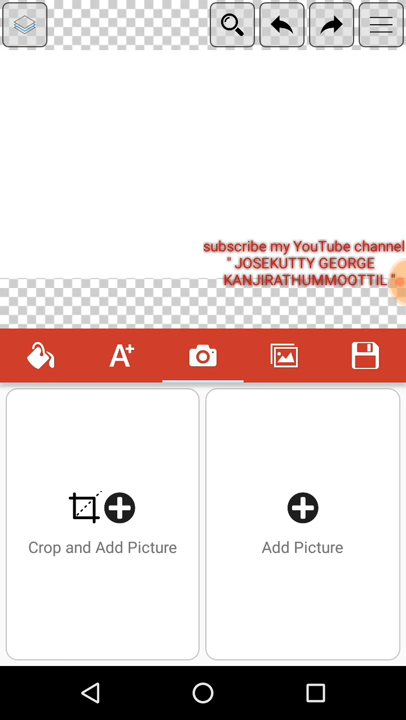 subscribe my YouTube channel
" JOSEKUTTY GEORGE
KANJIRATHUMMOOTTIL "
A+
Crop and Add Picture
Add Picture